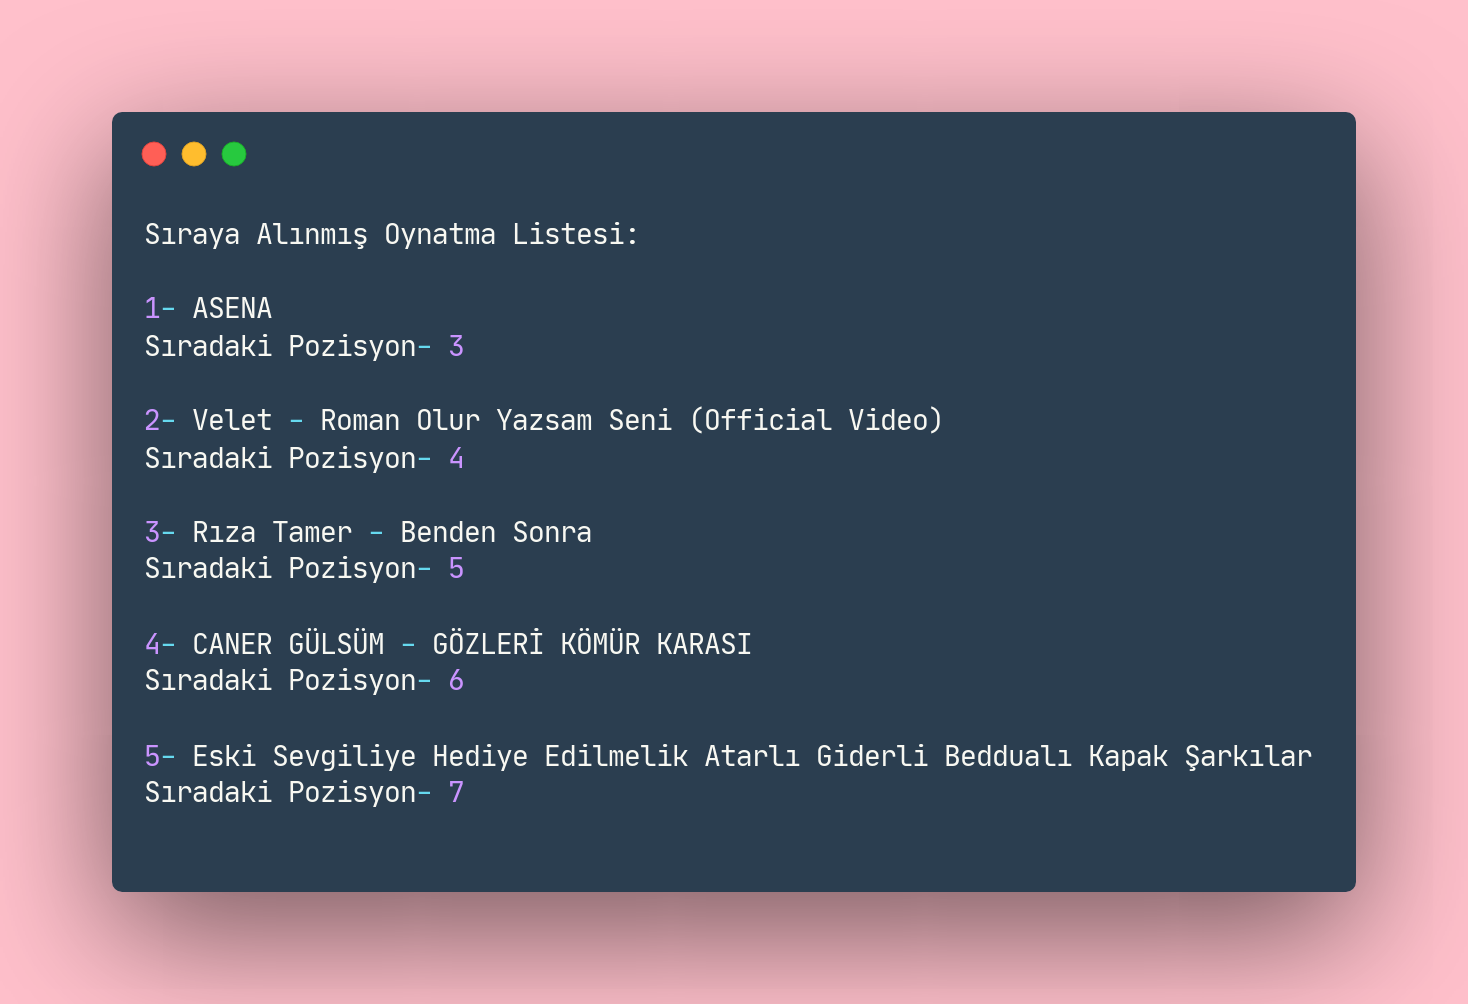 Sıraya Alınmış Oynatma Listesi:
1- ASENA
Sıradaki Pozisyon- 3
2- Velet - Roman Olur Yazsam Seni (Official Video)
Sıradaki Pozisyon- 4
3- Rıza Tamer - Benden Sonra
Sıradaki Pozisyon- 5
4- CANER GÜLSÜM - GÖZLERİ KÖMÜR KARASI
Sıradaki Pozisyon- 6
5- Eski Sevgiliye Hediye Edilmelik Atarlı Giderli Beddualı Kapak Şarkılar
Sıradaki Pozisyon- 7